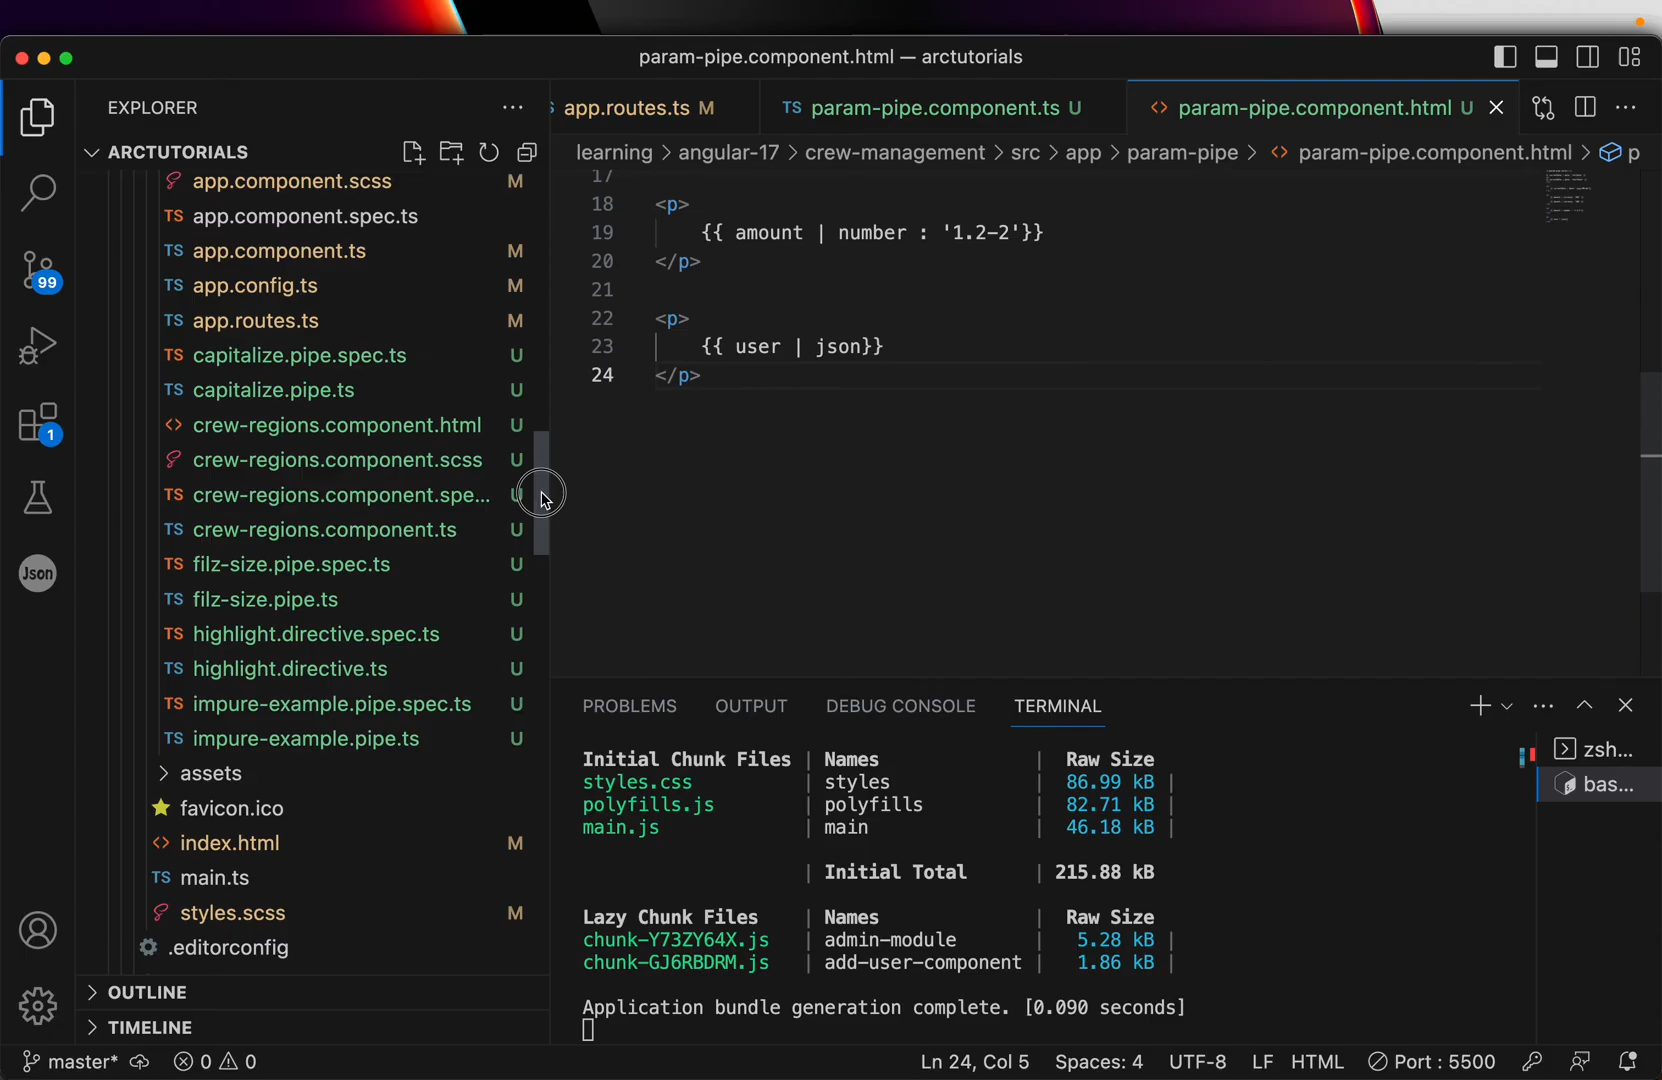 param-pipe.component.html — arctutorials
EXPLORER
app.routes.ts M
TS param-pipe.component.ts U
<> param-pipe.component.html U
ARCTUTORIALS
learning > angular-17 > crew-management > src > app > param-pipe > <> param-pipe.component.html > p
app.component.scss M
TS app.component.spec.ts
TS app.component.ts M
TS app.config.ts M
TS app.routes.ts M
TS capitalize.pipe.spec.ts U
TS capitalize.pipe.ts U
<> crew-regions.component.html U
crew-regions.component.scss U
TS crew-regions.component.spe... U
TS crew-regions.component.ts U
TS filz-size.pipe.spec.ts U
TS filz-size.pipe.ts U
TS highlight.directive.spec.ts U
TS highlight.directive.ts U
TS impure-example.pipe.spec.ts U
TS impure-example.pipe.ts U
assets
favicon.ico
<> index.html M
TS main.ts
styles.scss M
.editorconfig
OUTLINE
TIMELINE
99
1
Json
17
18 <p>
19 {{ amount | number : '1.2-2'}}
20 </p>
21
22 <p>
23 {{ user | json}}
24 </p>
PROBLEMS OUTPUT DEBUG CONSOLE TERMINAL
Initial Chunk Files | Names | Raw Size
styles.css | styles | 86.99 kB |
polyfills.js | polyfills | 82.71 kB |
main.js | main | 46.18 kB |
| Initial Total | 215.88 kB
Lazy Chunk Files | Names | Raw Size
chunk-Y73ZY64X.js | admin-module | 5.28 kB |
chunk-GJ6RBDRM.js | add-user-component | 1.86 kB |
Application bundle generation complete. [0.090 seconds]
zsh...
bas...
master* 0 0 Ln 24, Col 5 Spaces: 4 UTF-8 LF HTML Port : 5500